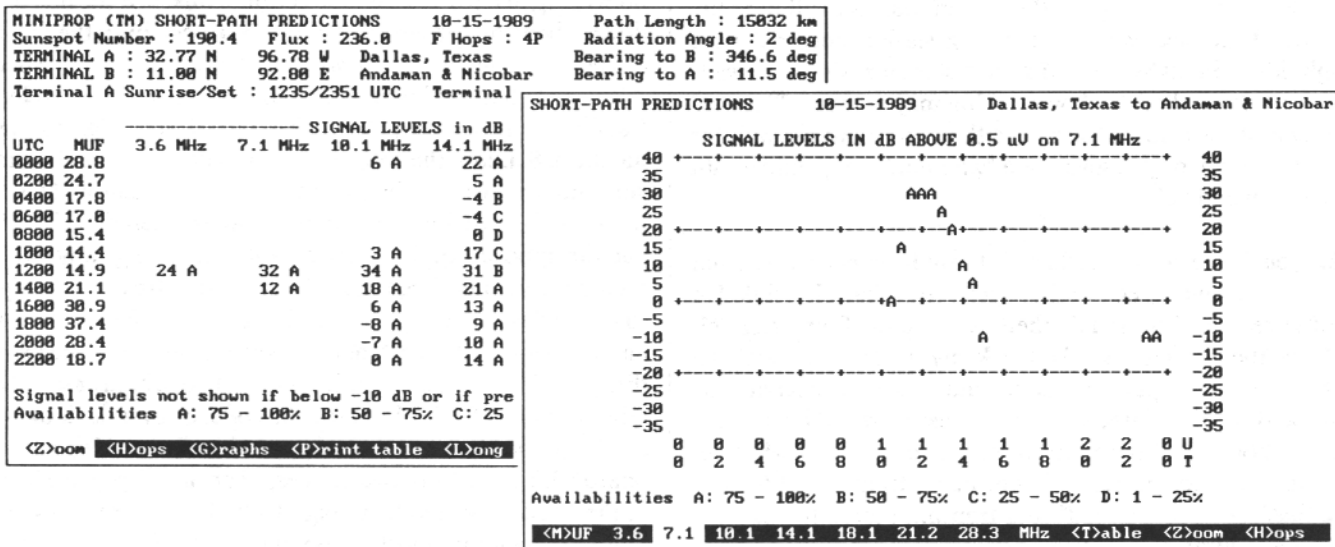 MINIPROP (TM) SHORT-PATH PREDICTIONS 10-15-1989 Path Length : 15032 km
Sunspot Number : 190.4 Flux : 236.0 F Hops : 4P Radiation Angle : 2 deg
TERMINAL A : 32.77 N 96.78 W Dallas, Texas Bearing to B : 346.6 deg
TERMINAL B : 11.00 N 92.80 E Andaman & Nicobar Bearing to A : 11.5 deg
Terminal A Sunrise/Set : 1235/2351 UTC Terminal
----------------- SIGNAL LEVELS in dB
UTC MUF 3.6 MHz 7.1 MHz 10.1 MHz 14.1 MHz
0000 28.8 6 A 22 A
0200 24.7 5 A
0400 17.8 -4 B
0600 17.0 -4 C
0800 15.4 0 D
1000 14.4 3 A 17 C
1200 14.9 24 A 32 A 34 A 31 B
1400 21.1 12 A 18 A 21 A
1600 30.9 6 A 13 A
1800 37.4 -8 A 9 A
2000 28.4 -7 A 10 A
2200 18.7 0 A 14 A
Signal levels not shown if below -10 dB or if pre
Availabilities A: 75 - 100% B: 50 - 75% C: 25
<Z>oom <H>ops <G>raphs <P>rint table <L>ong
SHORT-PATH PREDICTIONS 10-15-1989 Dallas, Texas to Andaman & Nicobar
SIGNAL LEVELS IN dB ABOVE 0.5 uV on 7.1 MHz
40 +---+---+---+---+---+---+---+---+---+---+---+---+ 40
35 35
30 AAA 30
25 A 25
20 +---+---+---+---+---+---+--A+---+---+---+---+---+ 20
15 A 15
10 A 10
5 A 5
0 +---+---+---+---+---+A--+---+---+---+---+---+---+ 0
-5 -5
-10 A AA -10
-15 -15
-20 +---+---+---+---+---+---+---+---+---+---+---+---+ -20
-25 -25
-30 -30
-35 -35
0 0 0 0 0 1 1 1 1 1 2 2 0 U
0 2 4 6 8 0 2 4 6 8 0 2 0 T
Availabilities A: 75 - 100% B: 50 - 75% C: 25 - 50% D: 1 - 25%
<M>UF 3.6 7.1 10.1 14.1 18.1 21.2 28.3 MHz <T>able <Z>oom <H>ops